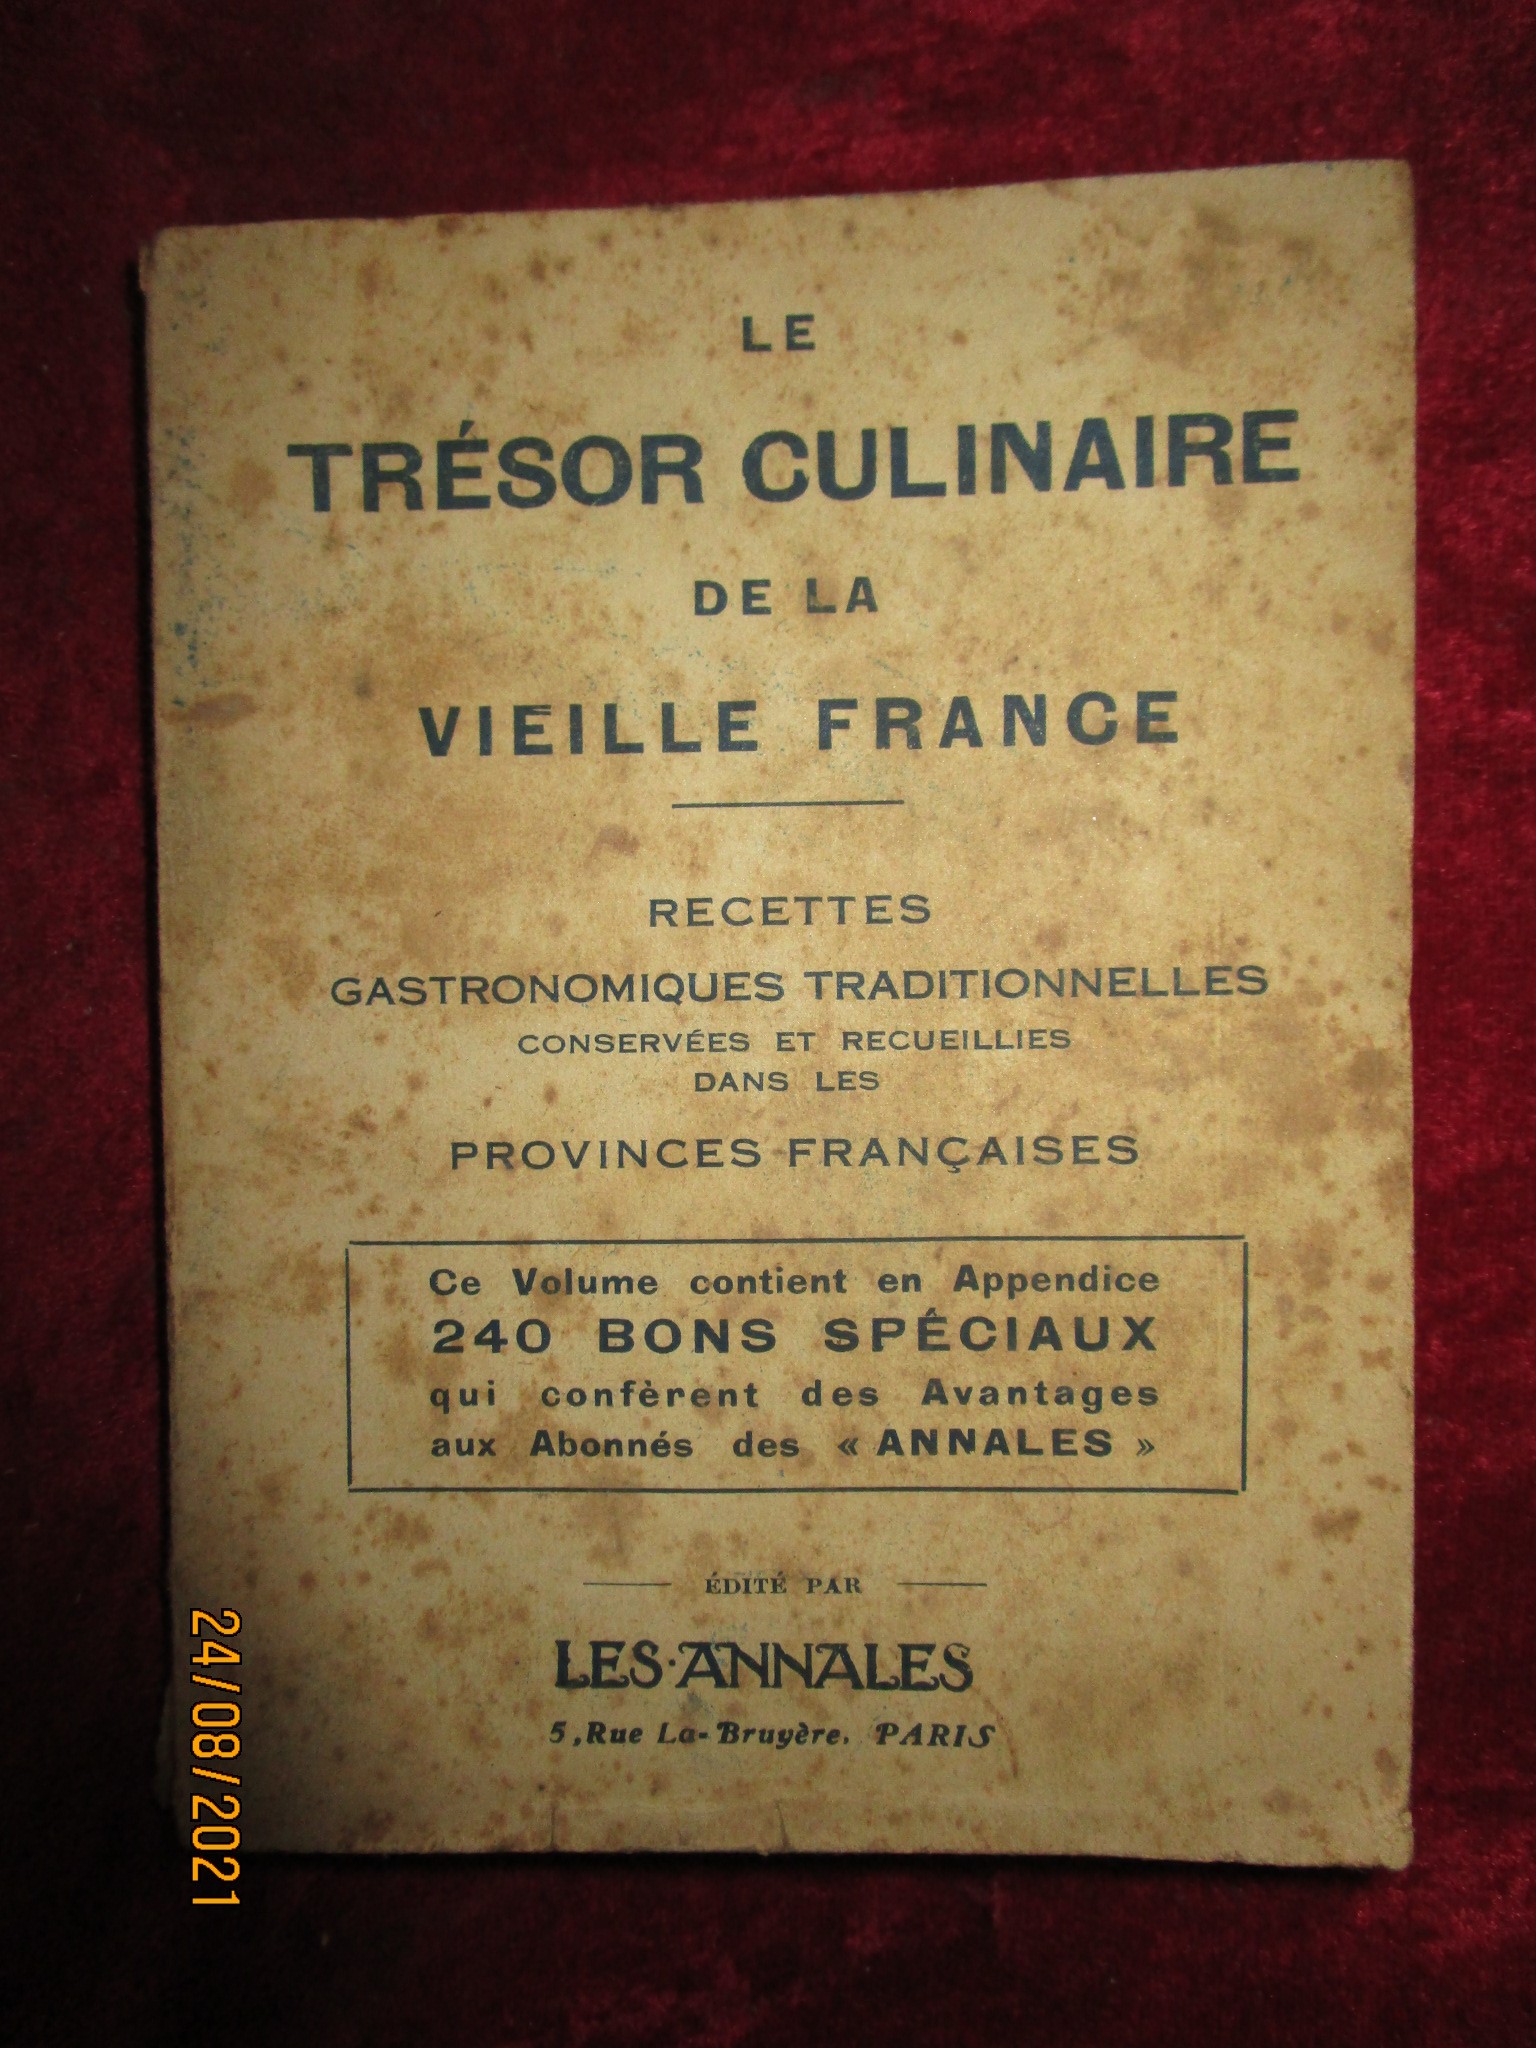 LE
TRÉSOR CULINAIRE
DE LA
VIEILLE FRANCE
RECETTES
GASTRONOMIQUES TRADITIONNELLES
CONSERVÉES ET RECUEILLIES
DANS LES
PROVINCES FRANÇAISES
Ce Volume contient en Appendice
240 BONS SPÉCIAUX
qui confèrent des Avantages
aux Abonnés des « ANNALES »
ÉDITÉ PAR
LES·ANNALES
5, Rue La-Bruyère. PARIS
24/08/2021